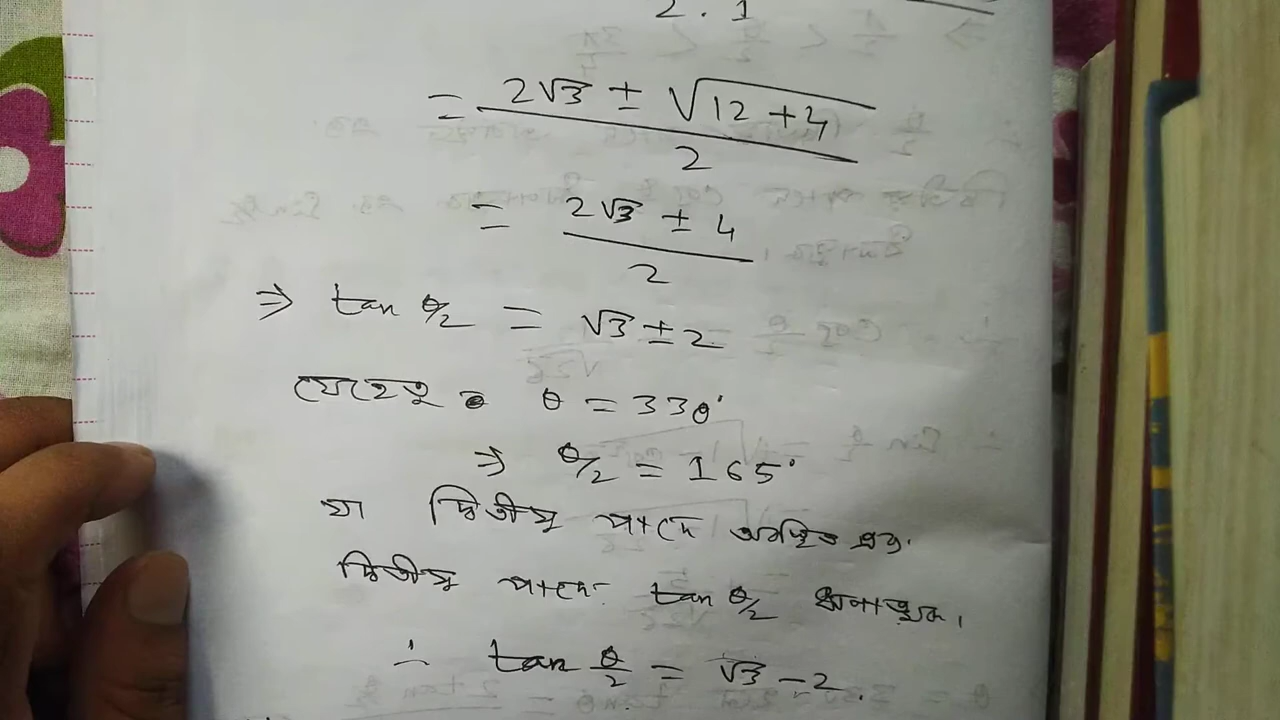 2 . 1
= 2√3 ± √12 + 4 / 2
= 2√3 ± 4 / 2
⇒ tan θ/2 = √3 ± 2
যেহেতু θ = 330°
⇒ θ/2 = 165°
যা দ্বিতীয় পাদে অবস্থিত এবং
দ্বিতীয় পাদে tan θ/2 ঋণাত্মক।
∴ tan θ/2 = √3 – 2.